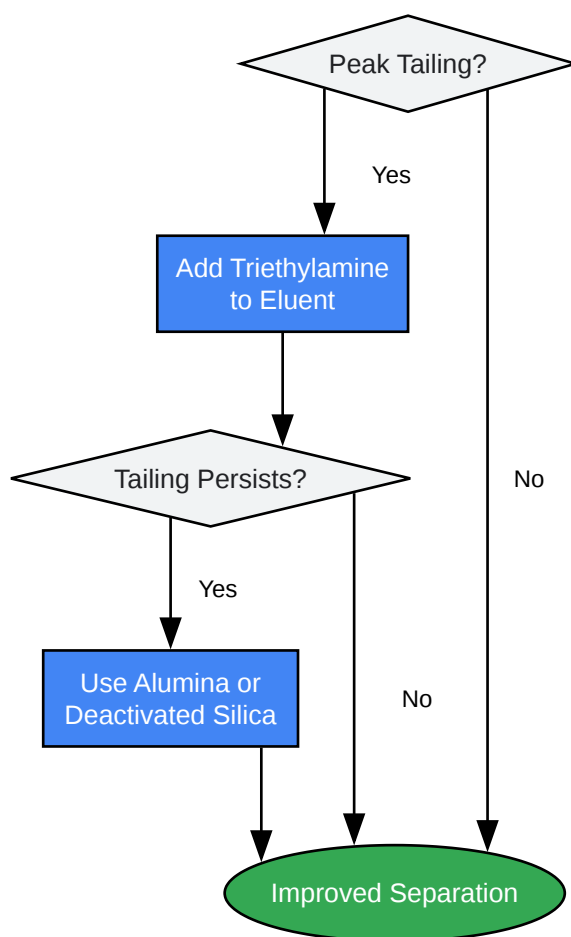 Peak Tailing?
Yes
Add Triethylamine
to Eluent
Tailing Persists?
No
Yes
Use Alumina or
Deactivated Silica
No
Improved Separation